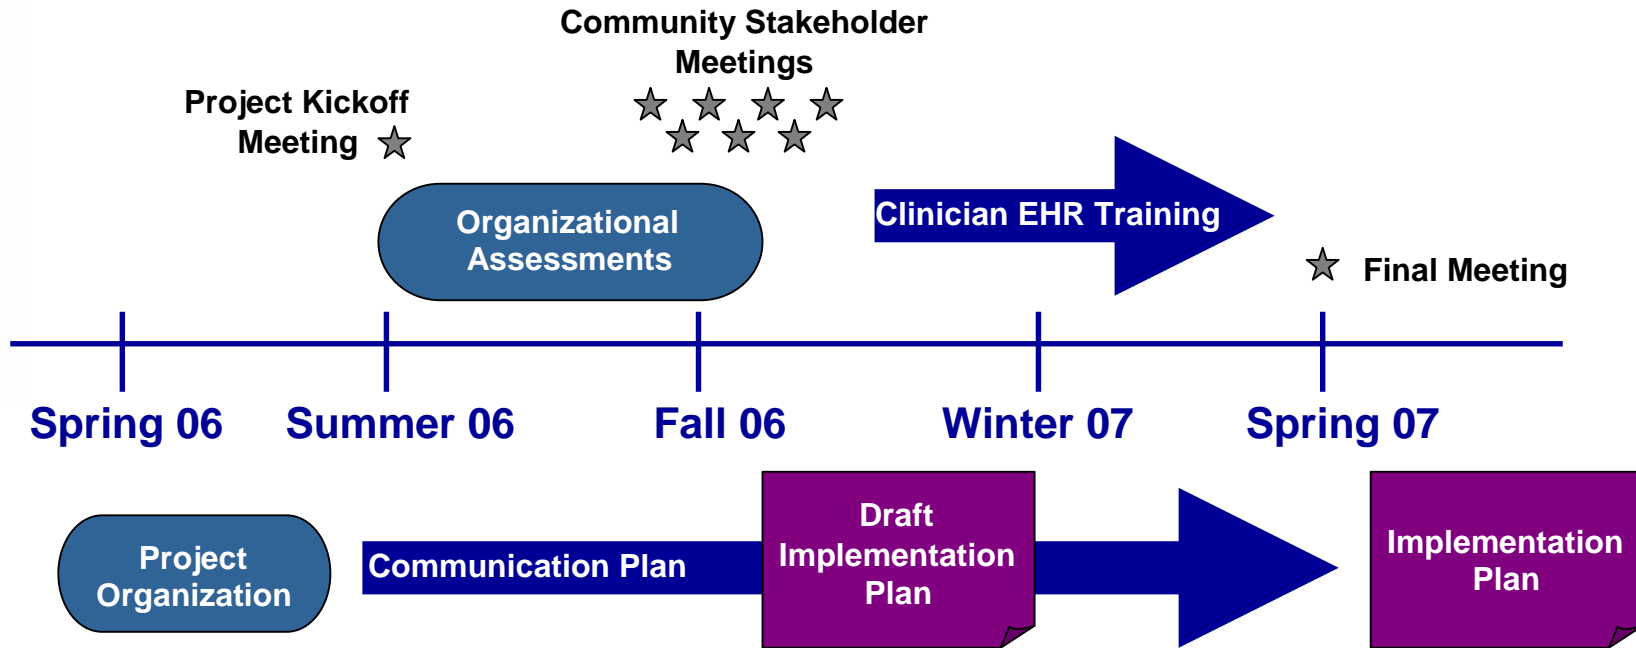 Community Stakeholder
Meetings
Project Kickoff
Meeting
Organizational
Assessments
Clinician EHR Training
Final Meeting
Spring 06
Summer 06
Fall 06
Winter 07
Spring 07
Project
Organization
Communication Plan
Draft
Implementation
Plan
Implementation
Plan